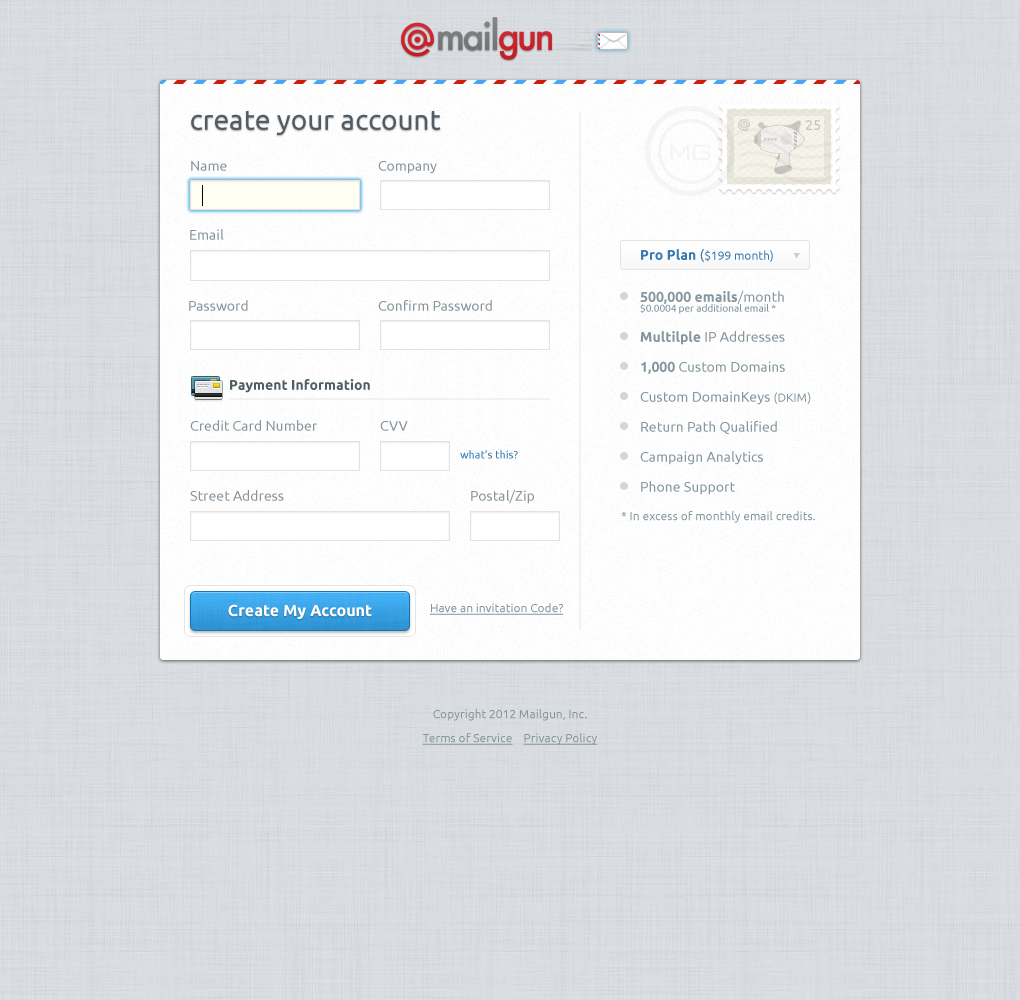 @mailgun
create your account
Name
Company
Email
Password
Confirm Password
Payment Information
Credit Card Number
CVV
what's this?
Street Address
Postal/Zip
Create My Account
Have an invitation Code?
MG
@
25
Pro Plan ($199 month)
500,000 emails/month
$0.0004 per additional email *
Multilple IP Addresses
1,000 Custom Domains
Custom DomainKeys (DKIM)
Return Path Qualified
Campaign Analytics
Phone Support
* In excess of monthly email credits.
Copyright 2012 Mailgun, Inc.
Terms of Service Privacy Policy